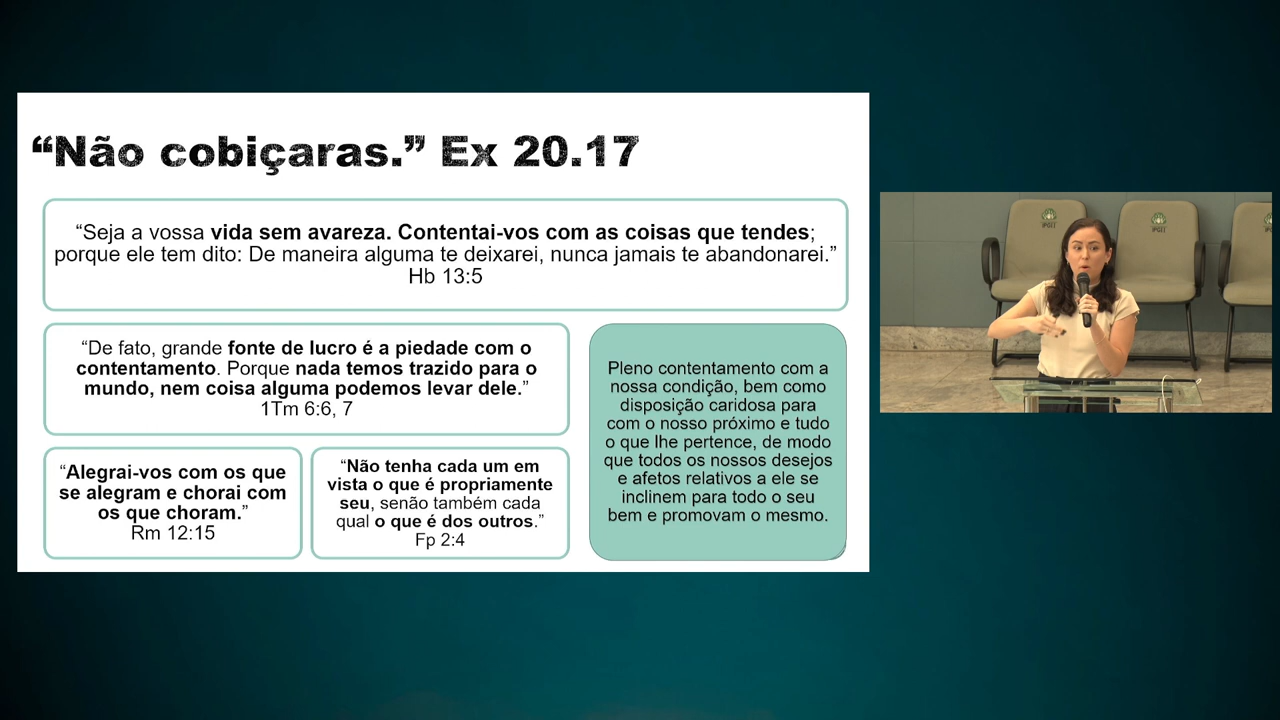 “Não cobiçaras.” Ex 20.17
“Seja a vossa vida sem avareza. Contentai-vos com as coisas que tendes;
porque ele tem dito: De maneira alguma te deixarei, nunca jamais te abandonarei.”
Hb 13:5
“De fato, grande fonte de lucro é a piedade com o
contentamento. Porque nada temos trazido para o
mundo, nem coisa alguma podemos levar dele.”
1Tm 6:6, 7
“Alegrai-vos com os que
se alegram e chorai com
os que choram.”
Rm 12:15
“Não tenha cada um em
vista o que é propriamente
seu, senão também cada
qual o que é dos outros.”
Fp 2:4
Pleno contentamento com a
nossa condição, bem como
disposição caridosa para
com o nosso próximo e tudo
o que lhe pertence, de modo
que todos os nossos desejos
e afetos relativos a ele se
inclinem para todo o seu
bem e promovam o mesmo.